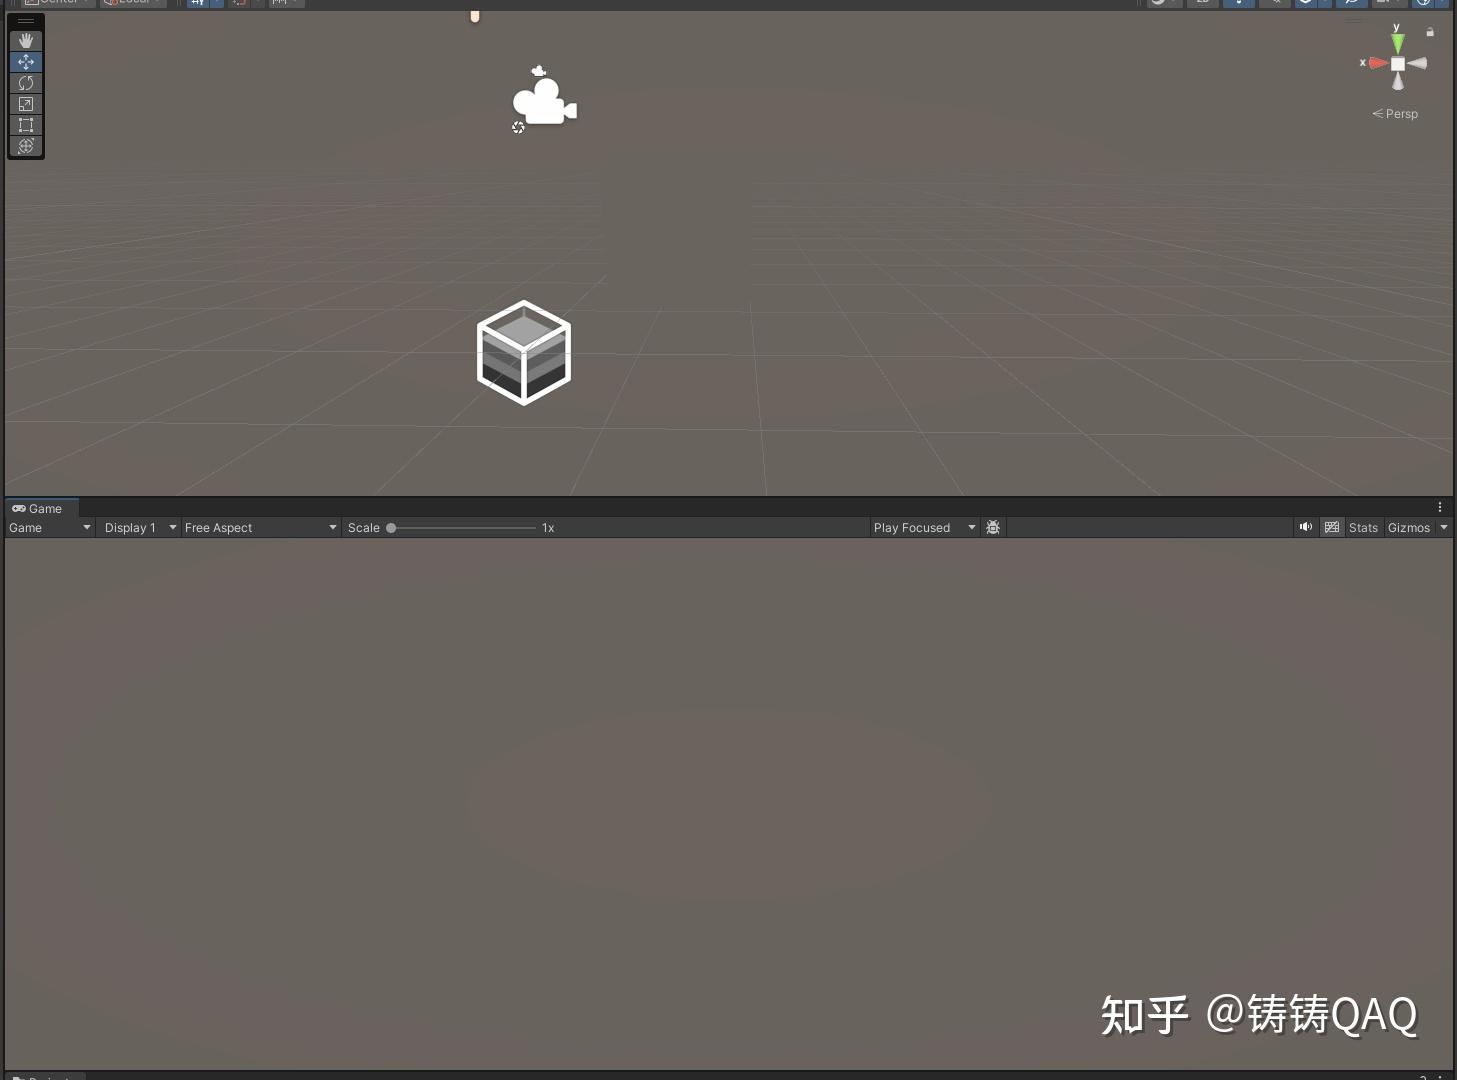 y
x
Persp
Game
Game
Display 1
Free Aspect
Scale
1x
Play Focused
Stats
Gizmos
知乎 @铸铸QAQ